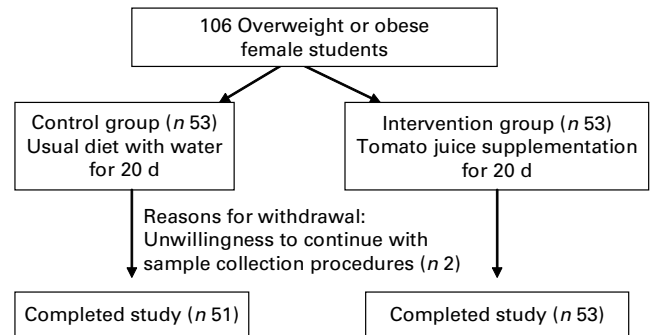 106 Overweight or obese
female students
Control group (n 53)
Usual diet with water
for 20 d
Intervention group (n 53)
Tomato juice supplementation
for 20 d
Reasons for withdrawal:
Unwillingness to continue with
sample collection procedures (n 2)
Completed study (n 51)
Completed study (n 53)